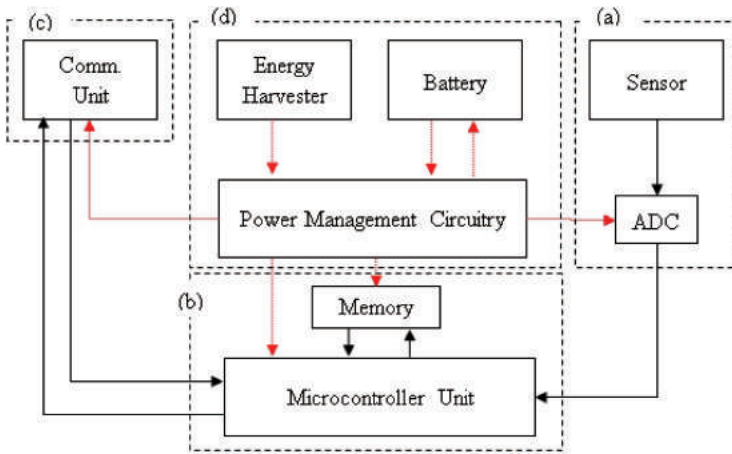 (c)
(d)
(a)
Comm.
Unit
Energy
Harvester
Battery
Sensor
Power Management Circuitry
ADC
(b)
Memory
Microcontroller Unit